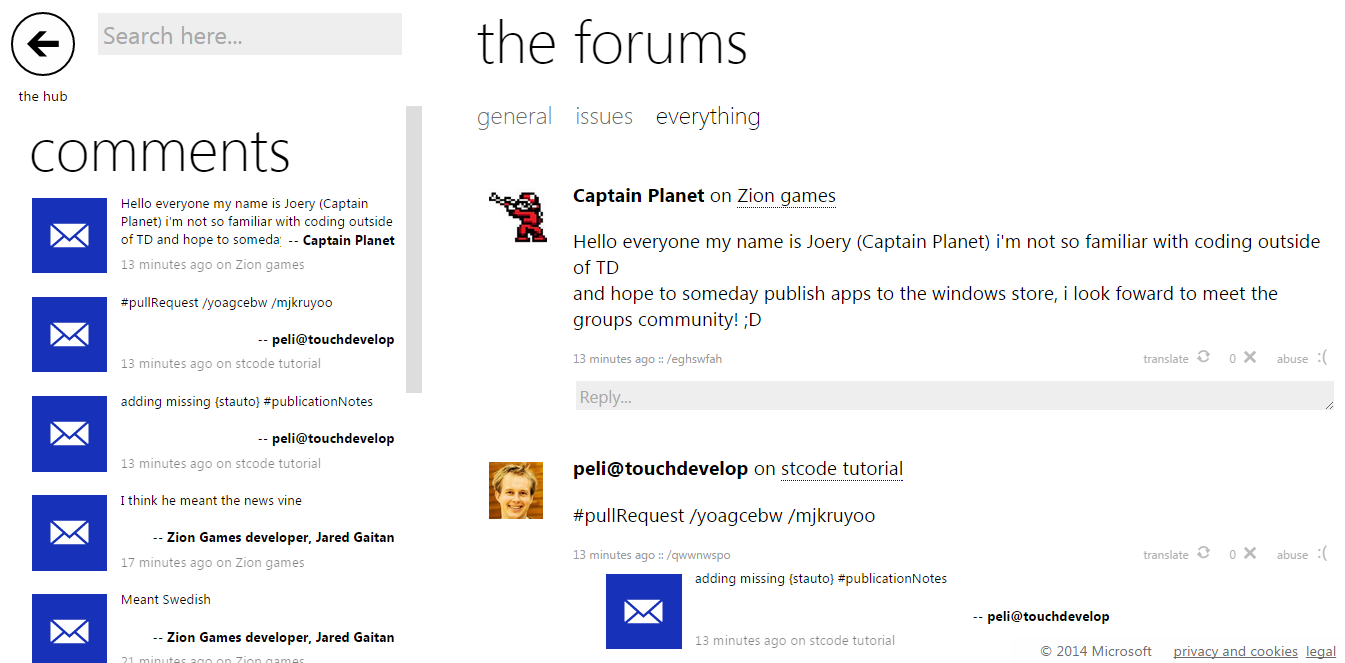 Search here...
the hub
comments
Hello everyone my name is Joery (Captain
Planet) i'm not so familiar with coding outside
of TD and hope to someda -- Captain Planet
13 minutes ago on Zion games
#pullRequest /yoagcebw /mjkruyoo
-- peli@touchdevelop
13 minutes ago on stcode tutorial
adding missing {stauto} #publicationNotes
-- peli@touchdevelop
13 minutes ago on stcode tutorial
I think he meant the news vine
-- Zion Games developer, Jared Gaitan
17 minutes ago on Zion games
Meant Swedish
-- Zion Games developer, Jared Gaitan
21 minutes ago on Zion games
the forums
general issues everything
Captain Planet on Zion games
Hello everyone my name is Joery (Captain Planet) i'm not so familiar with coding outside
of TD
and hope to someday publish apps to the windows store, i look foward to meet the
groups community! ;D
13 minutes ago :: /eghswfah translate 0 abuse :(
Reply...
peli@touchdevelop on stcode tutorial
#pullRequest /yoagcebw /mjkruyoo
13 minutes ago :: /qwwnwspo translate 0 abuse :(
adding missing {stauto} #publicationNotes
-- peli@touchdevelop
13 minutes ago on stcode tutorial
© 2014 Microsoft privacy and cookies legal